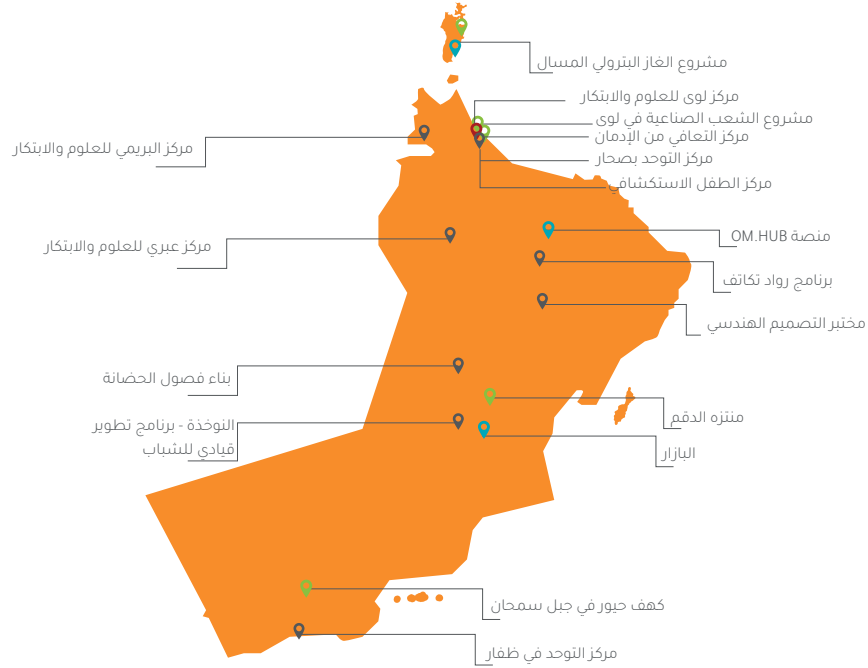 مشروع الغاز البترولي المسال
مركز لوى للعلوم والابتكار
مشروع الشعب الصناعية في لوى
مركز التعافي من الإدمان
مركز التوحد بصحار
مركز الطفل الاستكشافي
مركز البريمي للعلوم والابتكار
منصة OM.HUB
مركز عبري للعلوم والابتكار
برنامج رواد تكاتف
مختبر التصميم الهندسي
بناء فصول الحضانة
منتزه الدقم
النوخذة - برنامج تطوير
قيادي للشباب
البازار
كهف حيور في جبل سمحان
مركز التوحد في ظفار